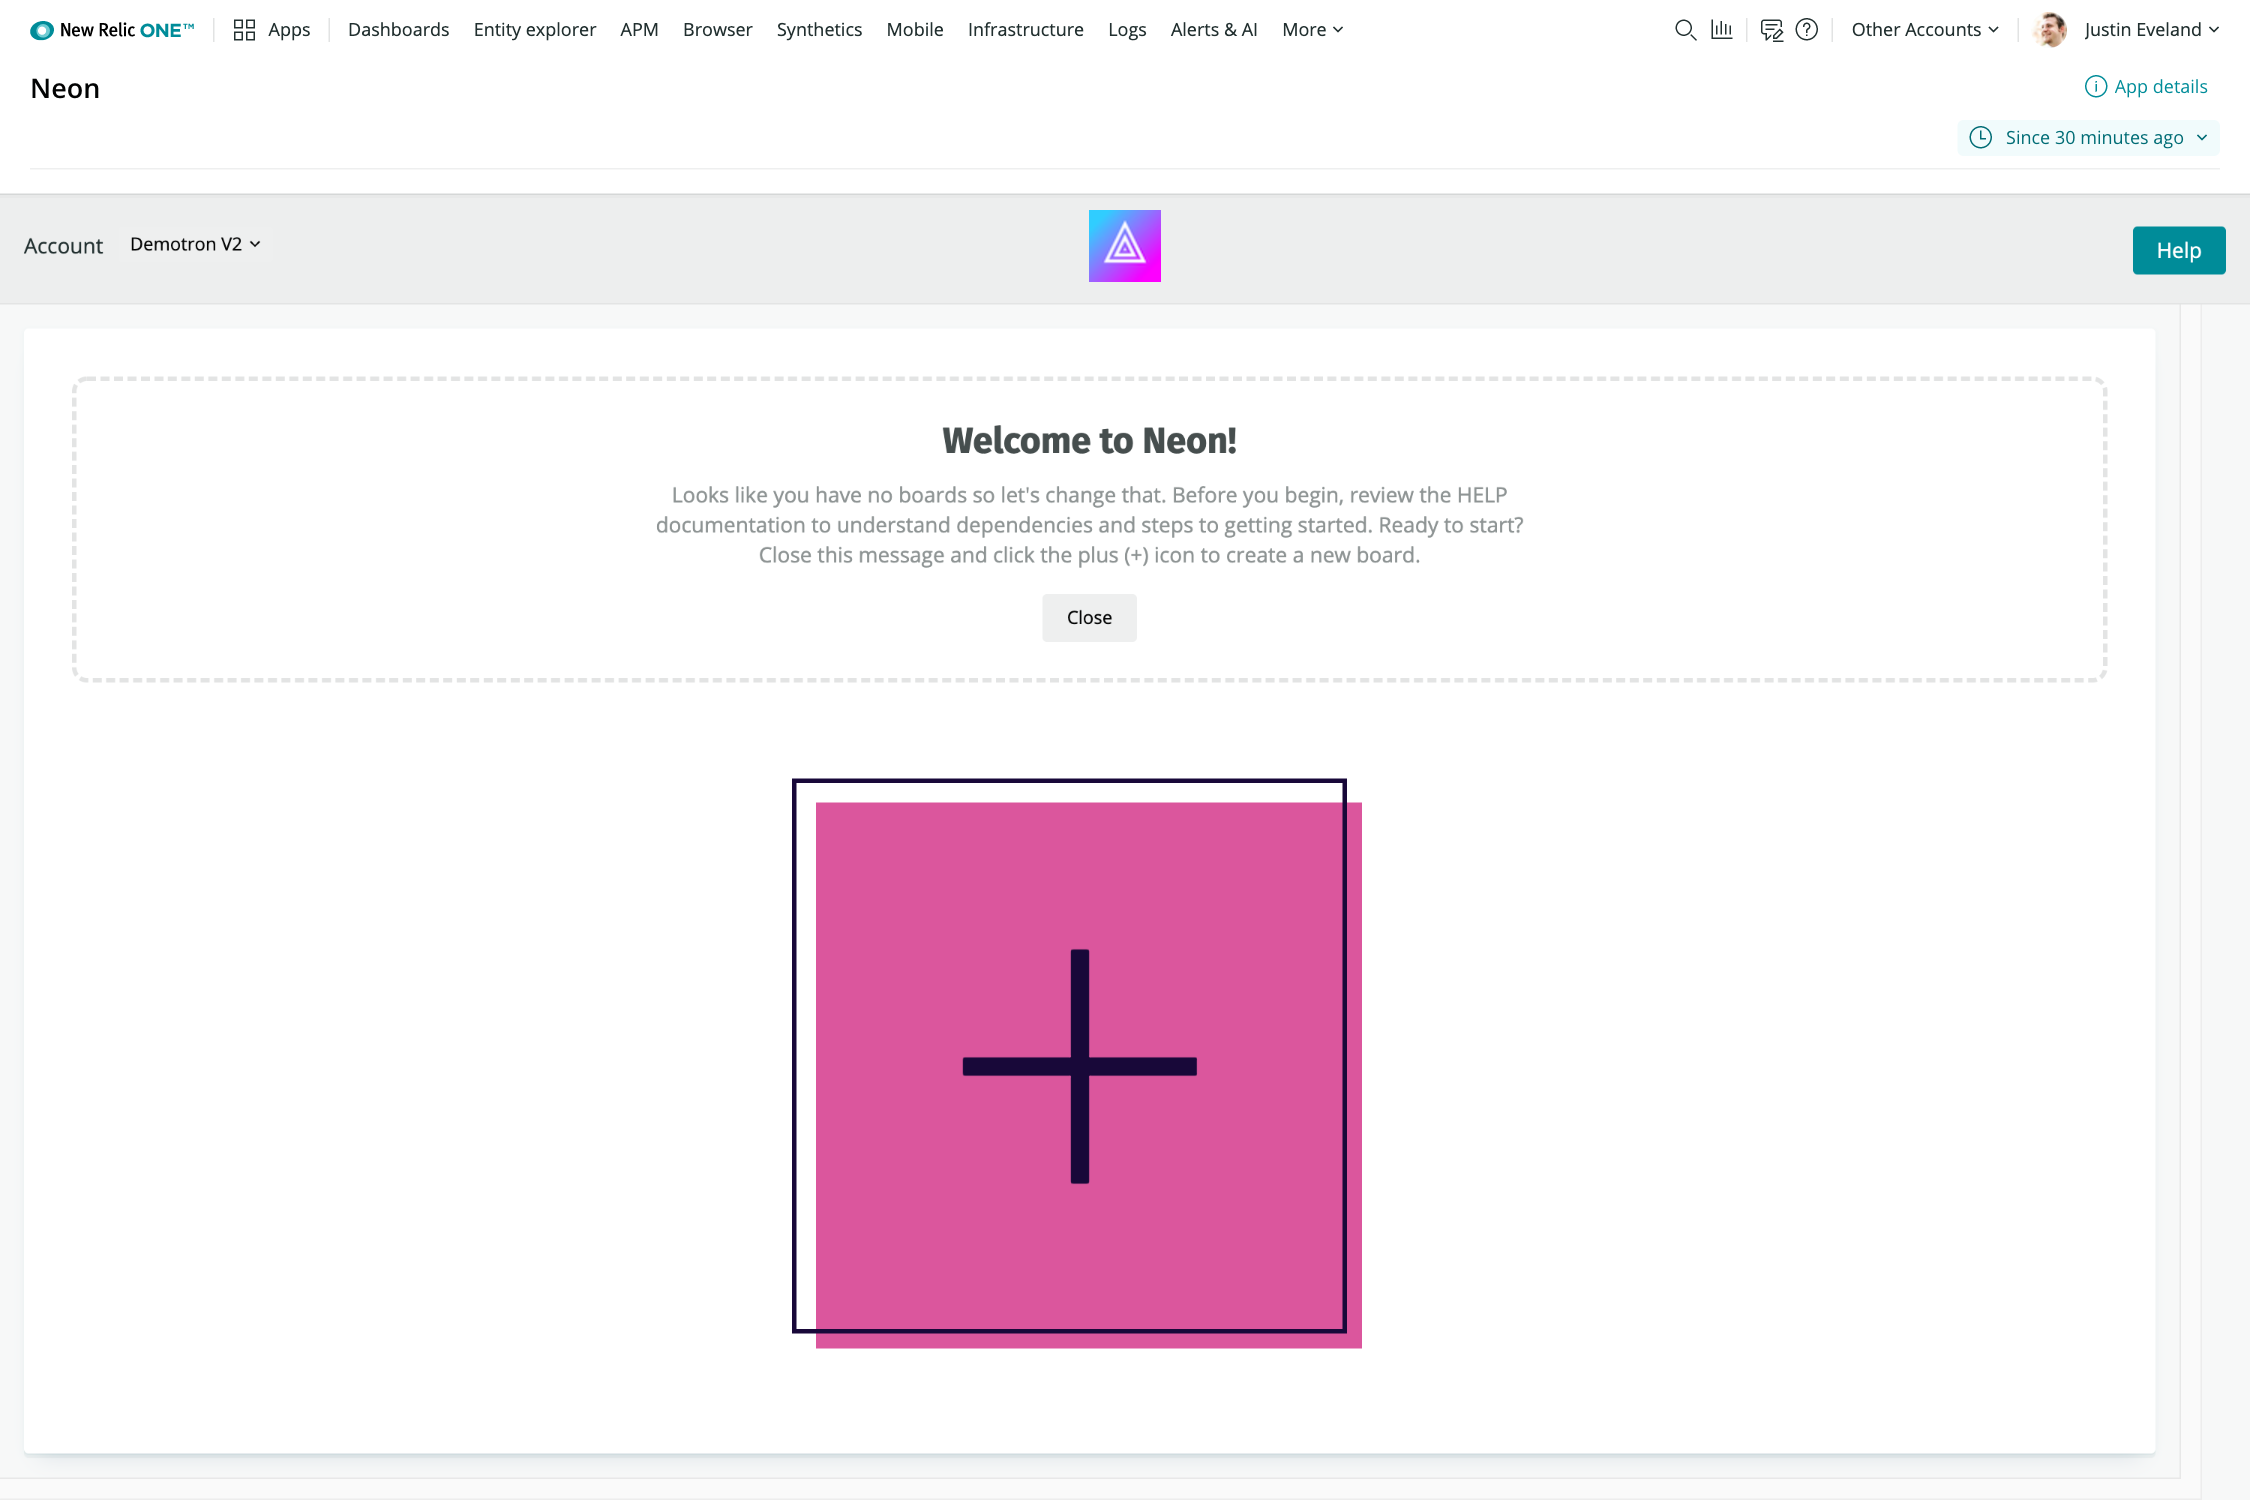 New Relic ONE™ Apps Dashboards Entity explorer APM Browser Synthetics Mobile Infrastructure Logs Alerts & AI More Other Accounts Justin Eveland
Neon
App details
Since 30 minutes ago
Account Demotron V2 Help
Welcome to Neon!
Looks like you have no boards so let's change that. Before you begin, review the HELP
documentation to understand dependencies and steps to getting started. Ready to start?
Close this message and click the plus (+) icon to create a new board.
Close